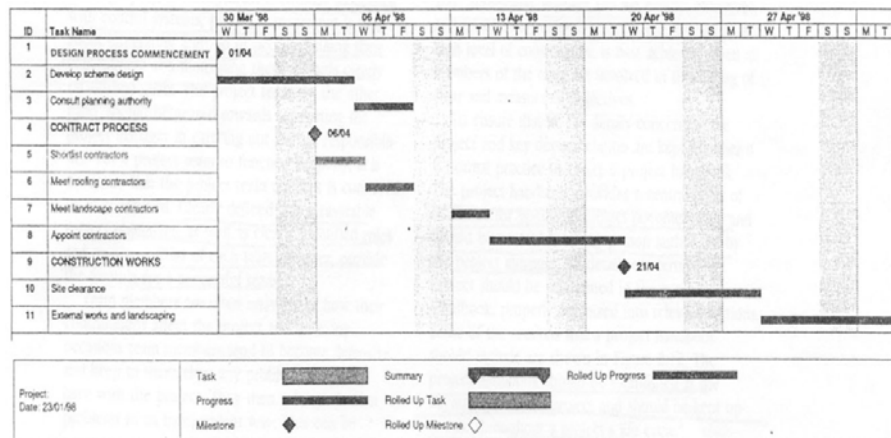 30 Mar '98 06 Apr '98 13 Apr '98 20 Apr '98 27 Apr '98
ID Task Name W T F S S M T W T F S S M T W T F S S M T W T F S S M T W T F S S M T
1 DESIGN PROCESS COMMENCEMENT 01/04
2 Develop scheme design
3 Consult planning authority
4 CONTRACT PROCESS 06/04
5 Shortlist contractors
6 Meet roofing contractors
7 Meet landscape contractors
8 Appoint contractors
9 CONSTRUCTION WORKS 21/04
10 Site clearance
11 External works and landscaping
Project:
Date: 23/01/98
Task Summary Rolled Up Progress
Progress Rolled Up Task
Milestone Rolled Up Milestone